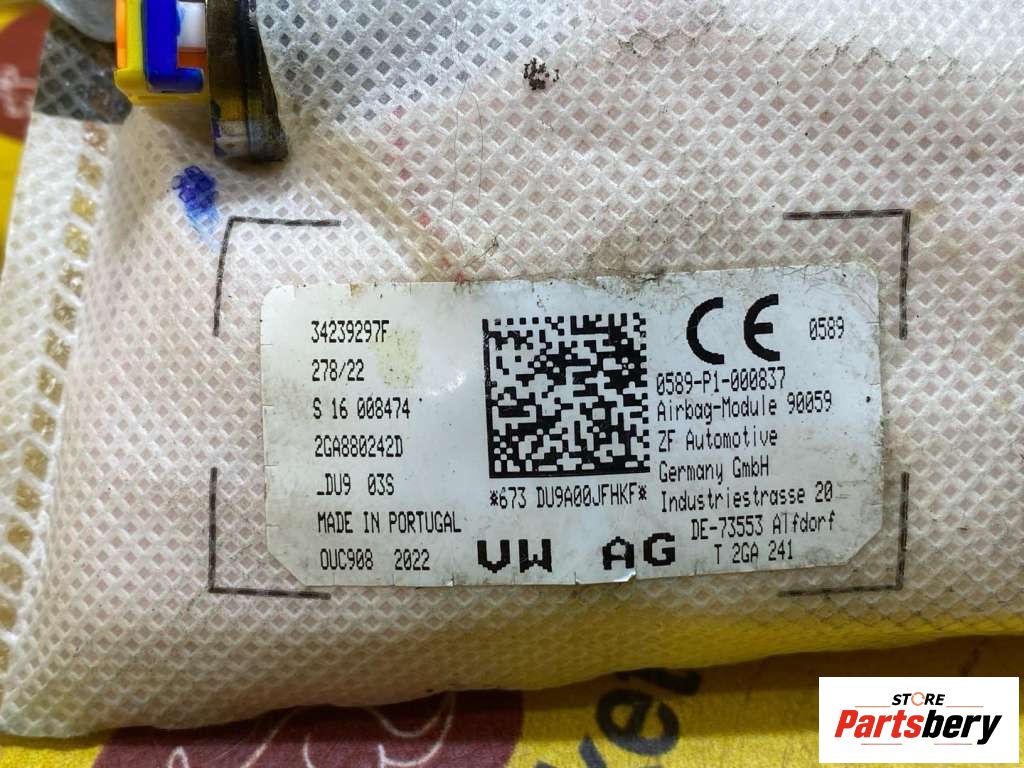 34239297F
278/22
S 16 008474
2GA880242D
_DU9 03S
MADE IN PORTUGAL
OUC908 2022
*673 DU9A00JFHKF*
VW AG
CE 0589
0589-P1-000837
Airbag-Module 90059
ZF Automotive
Germany GmbH
Industriestrasse 20
DE-73553 Alfdorf
T 2GA 241
STORE
Partsbery